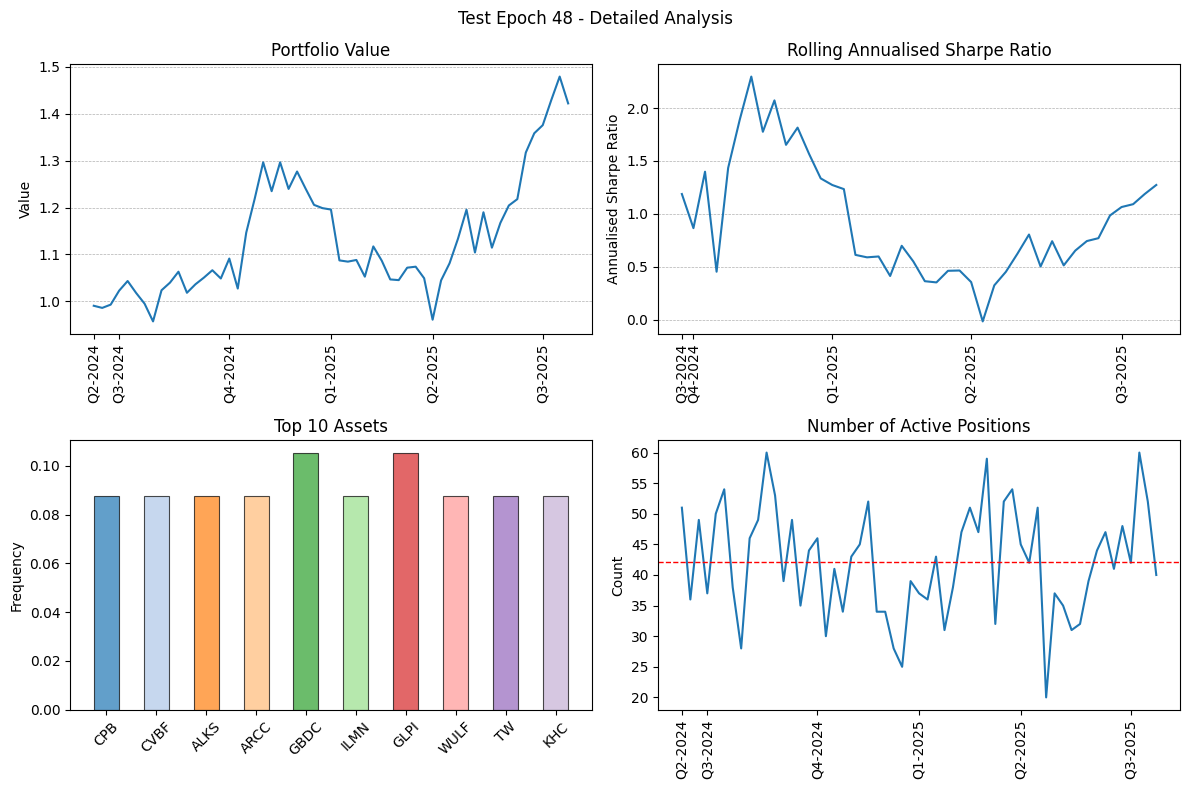 Test Epoch 48 - Detailed Analysis
Portfolio Value
Value
1.5
1.4
1.3
1.2
1.1
1.0
Q2-2024
Q3-2024
Q4-2024
Q1-2025
Q2-2025
Q3-2025
Rolling Annualised Sharpe Ratio
Annualised Sharpe Ratio
2.0
1.5
1.0
0.5
0.0
Q3-2024
Q4-2024
Q1-2025
Q2-2025
Q3-2025
Top 10 Assets
Frequency
0.10
0.08
0.06
0.04
0.02
0.00
CPB
CVBF
ALKS
ARCC
GBDC
ILMN
GLPI
WULF
TW
KHC
Number of Active Positions
Count
60
55
50
45
40
35
30
25
20
Q2-2024
Q3-2024
Q4-2024
Q1-2025
Q2-2025
Q3-2025